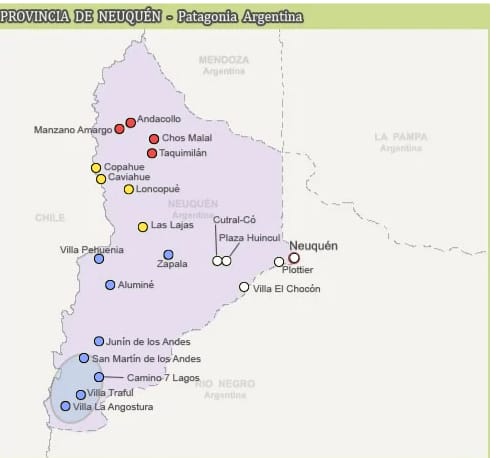 PROVINCIA DE NEUQUÉN - Patagonia Argentina
MENDOZA
Argentina
Andacollo
Manzano Amargo
Chos Malal
LA PAMPA
Argentina
Taquimilán
Copahue
Caviahue
Loncopué
NEUQUÉN
Argentina
CHILE
Cutral-Có
Las Lajas
Plaza Huincul
Villa Pehuenia
Neuquén
Zapala
Plottier
Aluminé
Villa El Chocón
Junín de los Andes
San Martín de los Andes
Camino 7 Lagos
RIO NEGRO
Argentina
Villa Traful
Villa La Angostura